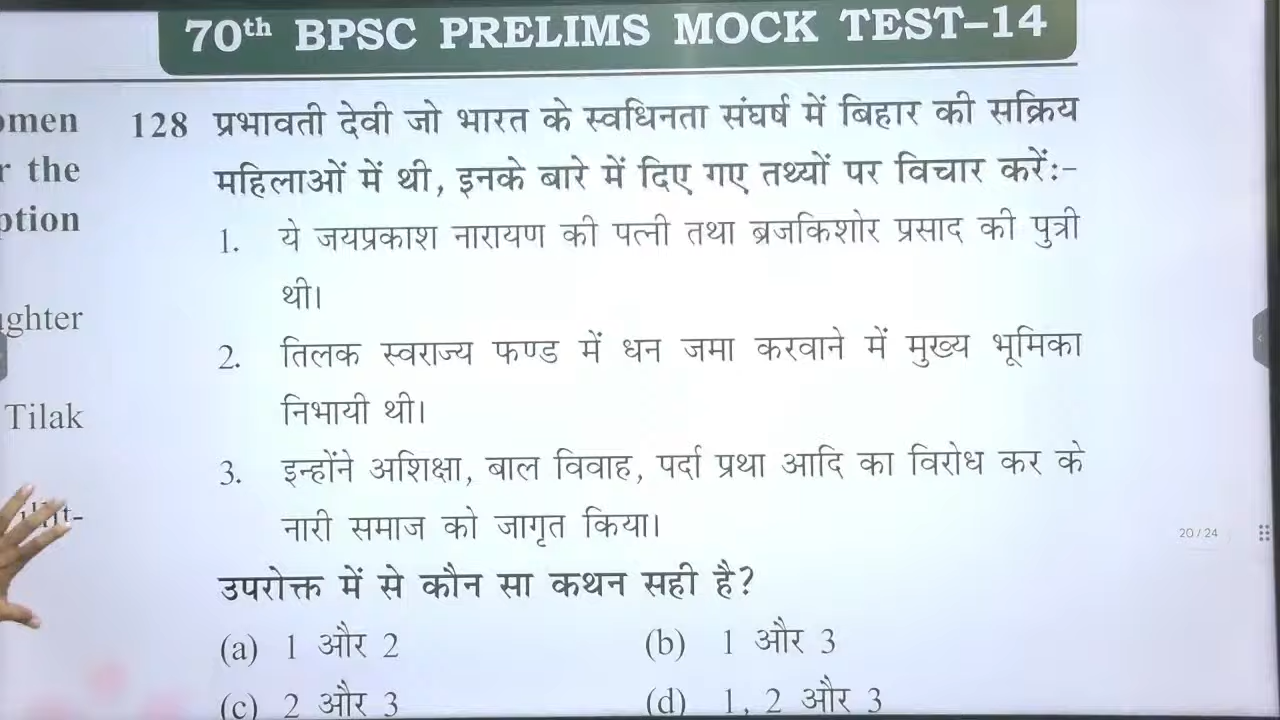 70th BPSC PRELIMS MOCK TEST–14
omen
r the
ption
ughter
Tilak
128 प्रभावती देवी जो भारत के स्वधिनता संघर्ष में बिहार की सक्रिय
महिलाओं में थी, इनके बारे में दिए गए तथ्यों पर विचार करें:-
1. ये जयप्रकाश नारायण की पत्नी तथा ब्रजकिशोर प्रसाद की पुत्री
थी।
2. तिलक स्वराज्य फण्ड में धन जमा करवाने में मुख्य भूमिका
निभायी थी।
3. इन्होंने अशिक्षा, बाल विवाह, पर्दा प्रथा आदि का विरोध कर के
नारी समाज को जागृत किया।
उपरोक्त में से कौन सा कथन सही है?
(a) 1 और 2 (b) 1 और 3
(c) 2 और 3 (d) 1, 2 और 3
20 / 24